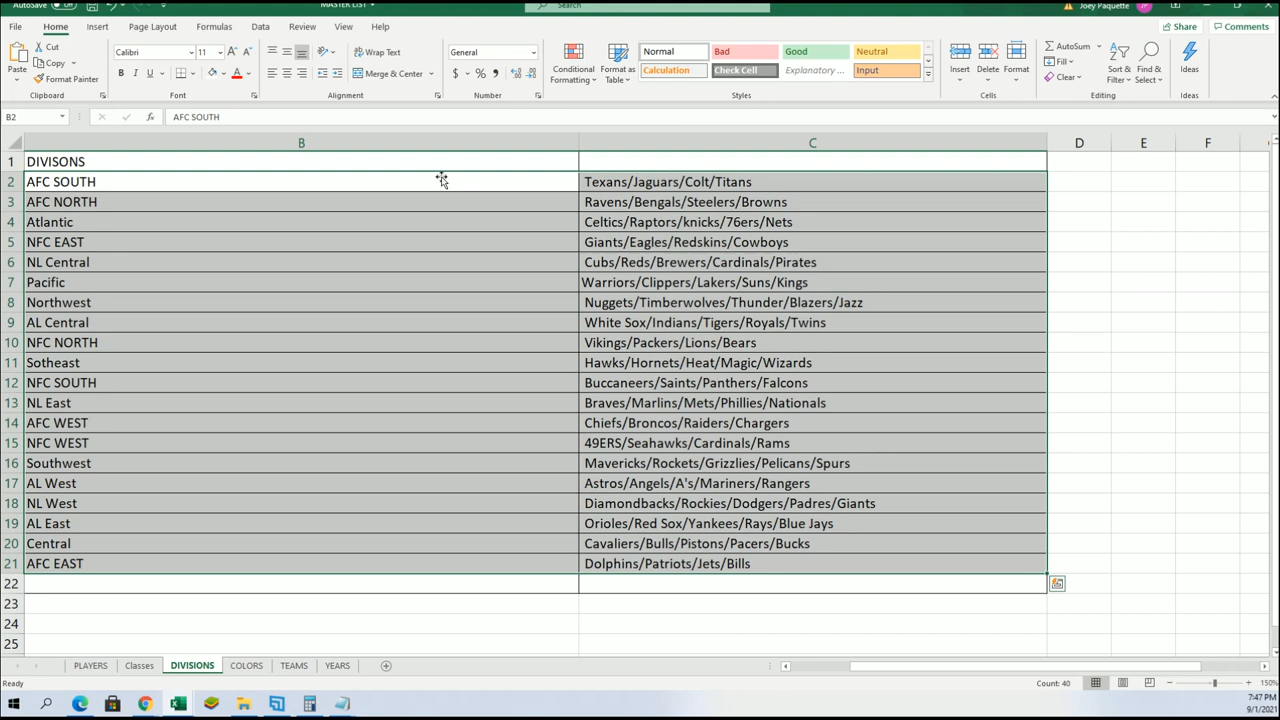 AutoSave
MASTER LIST
Search
Joey Paquette
File Home Insert Page Layout Formulas Data Review View Help
Share Comments
Paste
Cut
Copy
Format Painter
Clipboard
Calibri 11
B I U
Font
Wrap Text
Merge & Center
Alignment
General
$ % ,
Number
Conditional Formatting
Format as Table
Normal Bad Good Neutral
Calculation Check Cell Explanatory ... Input
Styles
Insert Delete Format
Cells
AutoSum
Fill
Clear
Sort & Filter
Find & Select
Editing
Ideas
Ideas
B2 fx AFC SOUTH
B C D E F
1 DIVISONS
2 AFC SOUTH Texans/Jaguars/Colt/Titans
3 AFC NORTH Ravens/Bengals/Steelers/Browns
4 Atlantic Celtics/Raptors/knicks/76ers/Nets
5 NFC EAST Giants/Eagles/Redskins/Cowboys
6 NL Central Cubs/Reds/Brewers/Cardinals/Pirates
7 Pacific Warriors/Clippers/Lakers/Suns/Kings
8 Northwest Nuggets/Timberwolves/Thunder/Blazers/Jazz
9 AL Central White Sox/Indians/Tigers/Royals/Twins
10 NFC NORTH Vikings/Packers/Lions/Bears
11 Sotheast Hawks/Hornets/Heat/Magic/Wizards
12 NFC SOUTH Buccaneers/Saints/Panthers/Falcons
13 NL East Braves/Marlins/Mets/Phillies/Nationals
14 AFC WEST Chiefs/Broncos/Raiders/Chargers
15 NFC WEST 49ERS/Seahawks/Cardinals/Rams
16 Southwest Mavericks/Rockets/Grizzlies/Pelicans/Spurs
17 AL West Astros/Angels/A's/Mariners/Rangers
18 NL West Diamondbacks/Rockies/Dodgers/Padres/Giants
19 AL East Orioles/Red Sox/Yankees/Rays/Blue Jays
20 Central Cavaliers/Bulls/Pistons/Pacers/Bucks
21 AFC EAST Dolphins/Patriots/Jets/Bills
22
23
24
25
PLAYERS Classes DIVISIONS COLORS TEAMS YEARS
Ready
Count: 40
150%
7:47 PM
9/1/2021